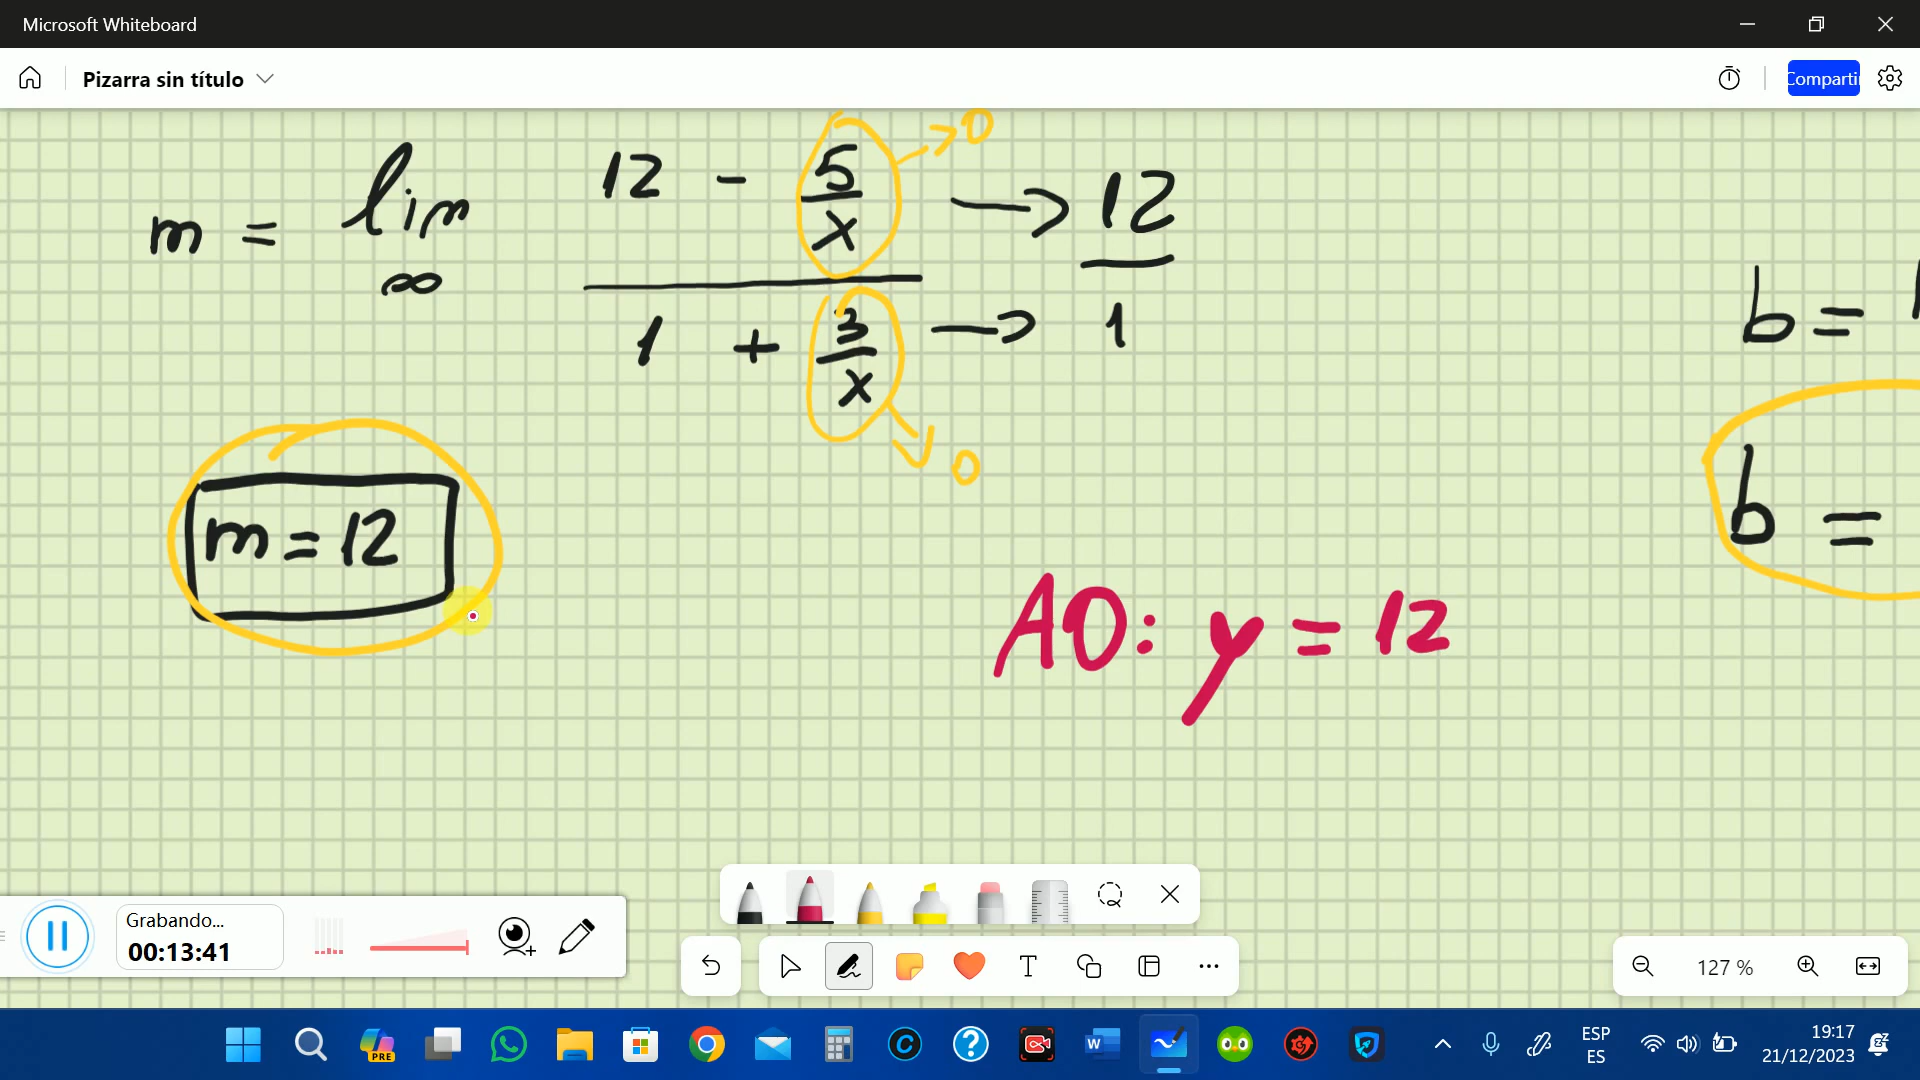 Microsoft Whiteboard
Pizarra sin título
Comparti
m = lim 12 - 5/x → 12
∞ 1 + 3/x → 1
→ 0
0
b =
m = 12
b =
AO: y = 12
Grabando...
00:13:41
T
127 %
PRE
W
ESP
ES
19:17
21/12/2023